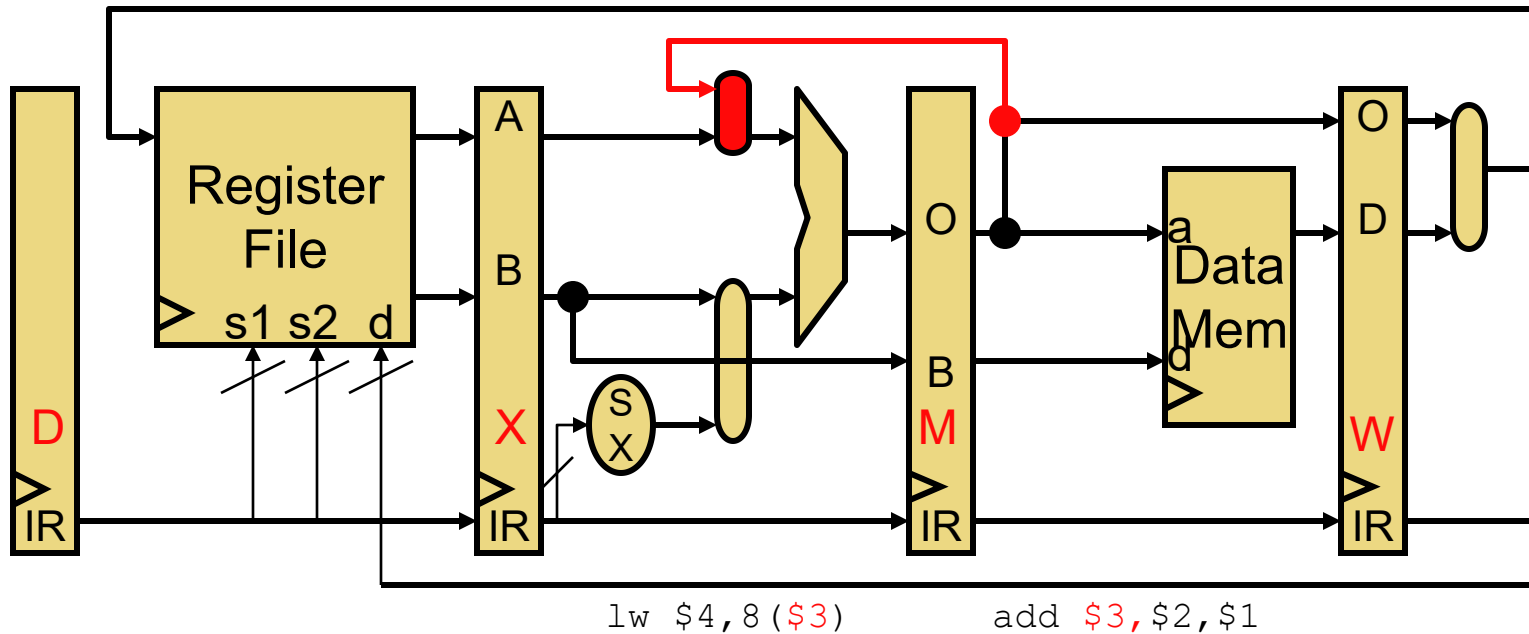 Register
File
s1 s2 d
D
IR
A
B
X
IR
S
X
O
B
M
IR
a
Data
Mem
d
O
D
W
IR
lw $4,8($3)
add $3,$2,$1